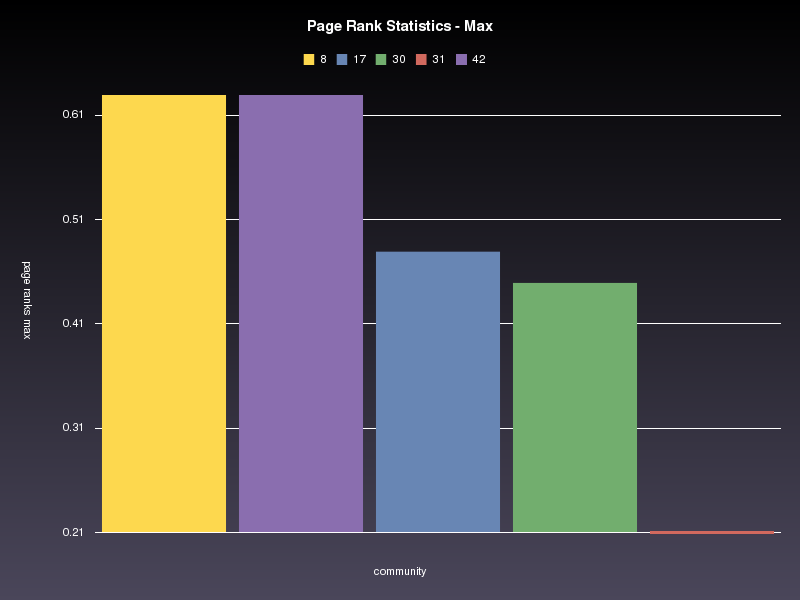 Page Rank Statistics - Max
8 17 30 31 42
0.61
0.51
0.41
0.31
0.21
page ranks max
community